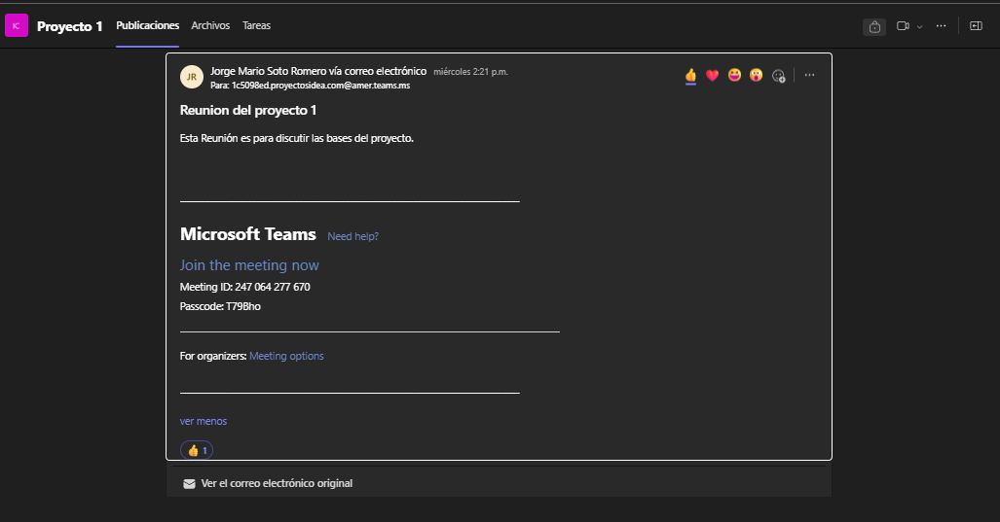 IC Proyecto 1 Publicaciones Archivos Tareas
JR Jorge Mario Soto Romero vía correo electrónico miércoles 2:21 p.m.
Para: 1c5098ed.proyectosidea.com@amer.teams.ms
Reunion del proyecto 1
Esta Reunión es para discutir las bases del proyecto.
Microsoft Teams Need help?
Join the meeting now
Meeting ID: 247 064 277 670
Passcode: T79Bho
For organizers: Meeting options
ver menos
1
Ver el correo electrónico original